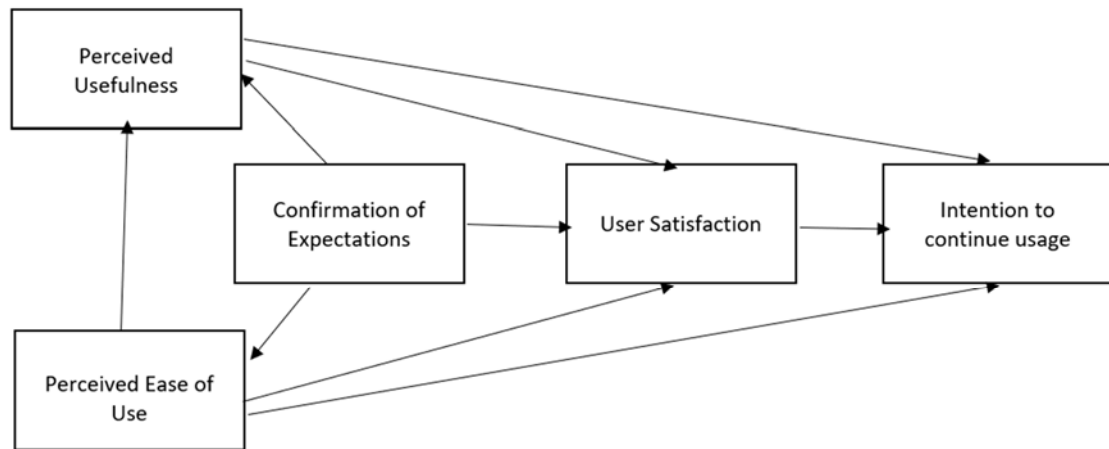 Perceived
Usefulness
Confirmation of
Expectations
User Satisfaction
Intention to
continue usage
Perceived Ease of
Use